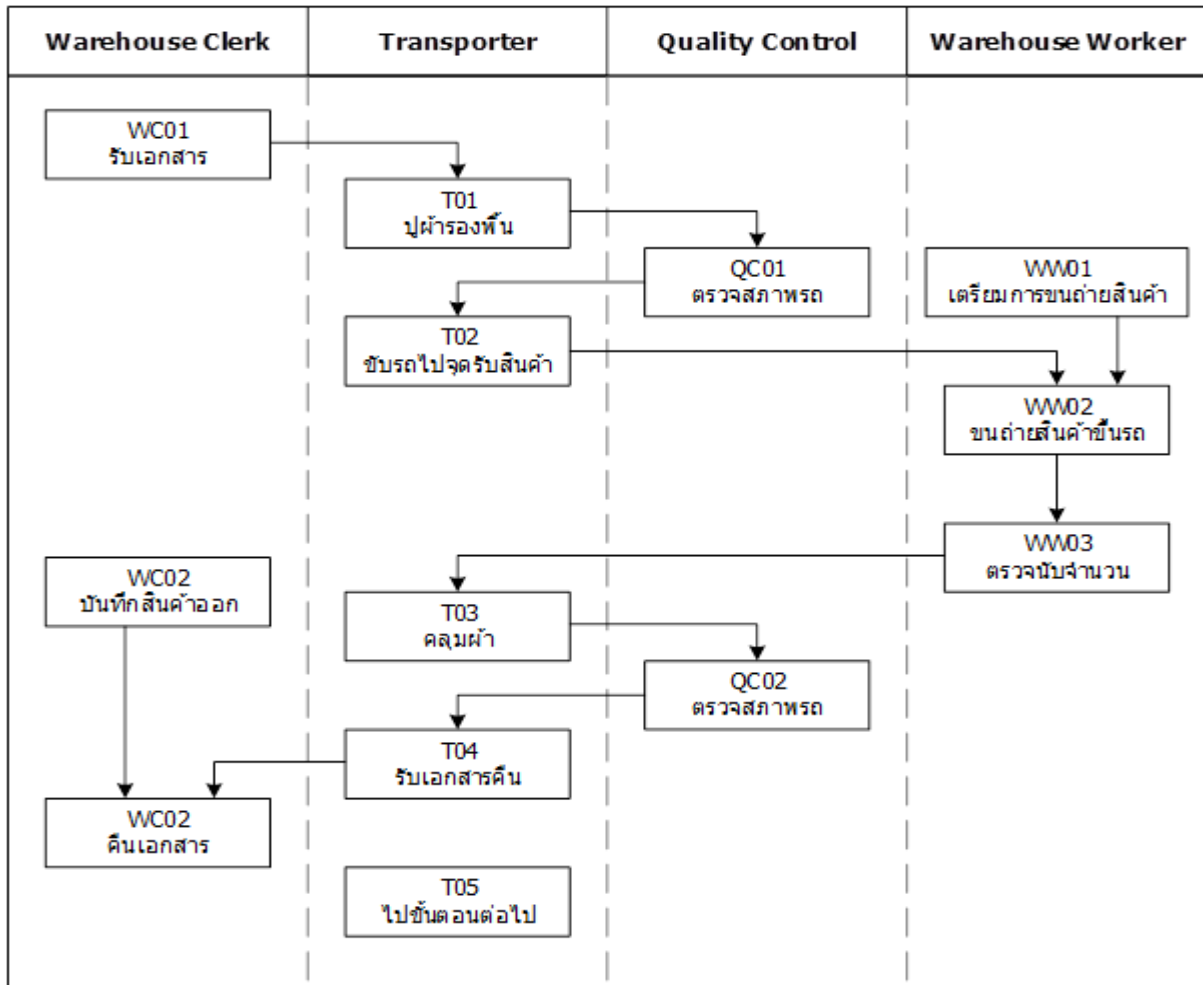 Warehouse Clerk Transporter Quality Control Warehouse Worker
WC01
รับเอกสาร
T01
ปูผ้ารองพื้น
QC01
ตรวจสภาพรถ
WW01
เตรียมการขนถ่ายสินค้า
T02
ขับรถไปจุดรับสินค้า
WW02
ขนถ่ายสินค้าขึ้นรถ
WW03
ตรวจนับจำนวน
WC02
บันทึกสินค้าออก
T03
คลุมผ้า
QC02
ตรวจสภาพรถ
T04
รับเอกสารคืน
WC02
คืนเอกสาร
T05
ไปขั้นตอนต่อไป